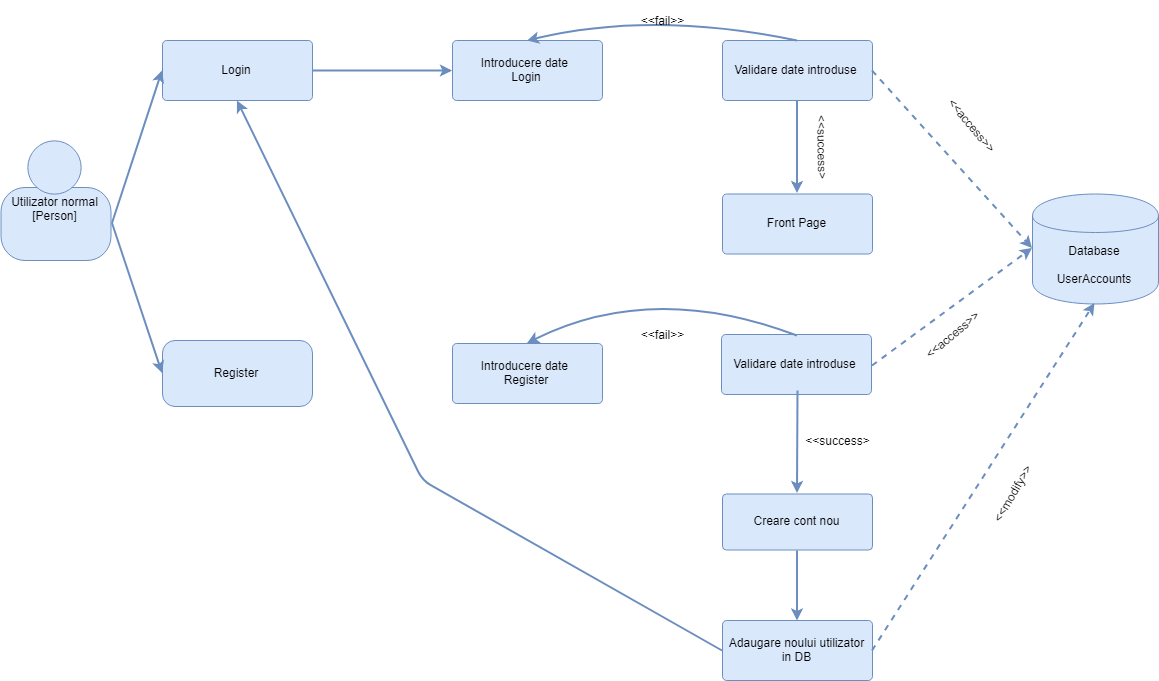 <<fail>>
Login
Introducere date
Login
Validare date introduse
<<access>>
<<success>
Utilizator normal
[Person]
Front Page
Database
UserAccounts
<<fail>>
<<access>>
Register
Introducere date
Register
Validare date introduse
<<success>
<<modify>>
Creare cont nou
Adaugare noului utilizator
in DB